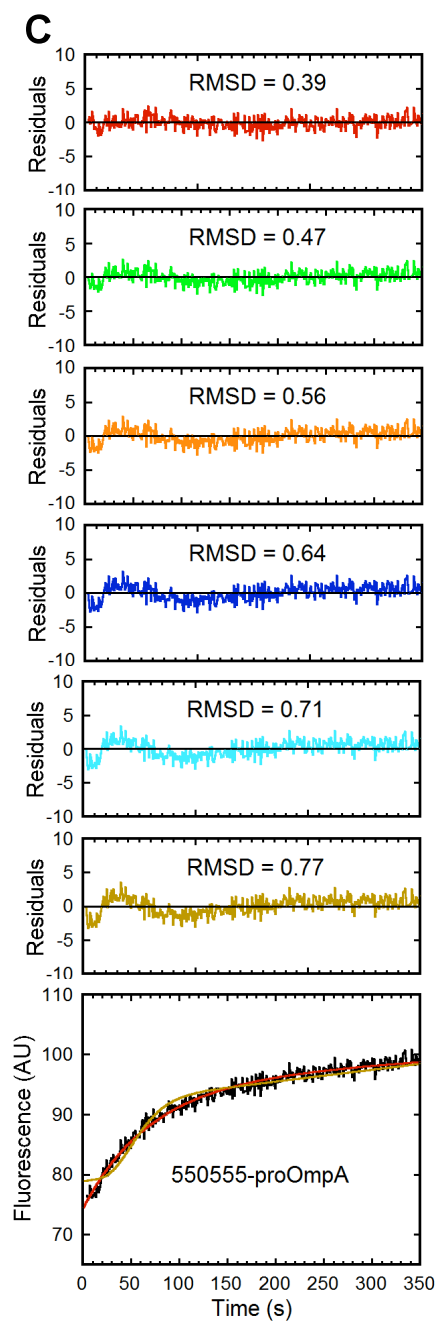 C
10
5
0
-5
-10
Residuals
RMSD = 0.39
10
5
0
-5
-10
Residuals
RMSD = 0.47
10
5
0
-5
-10
Residuals
RMSD = 0.56
10
5
0
-5
-10
Residuals
RMSD = 0.64
10
5
0
-5
-10
Residuals
RMSD = 0.71
10
5
0
-5
-10
Residuals
RMSD = 0.77
110
100
90
80
70
Fluorescence (AU)
550555-proOmpA
0 50 100 150 200 250 300 350
Time (s)